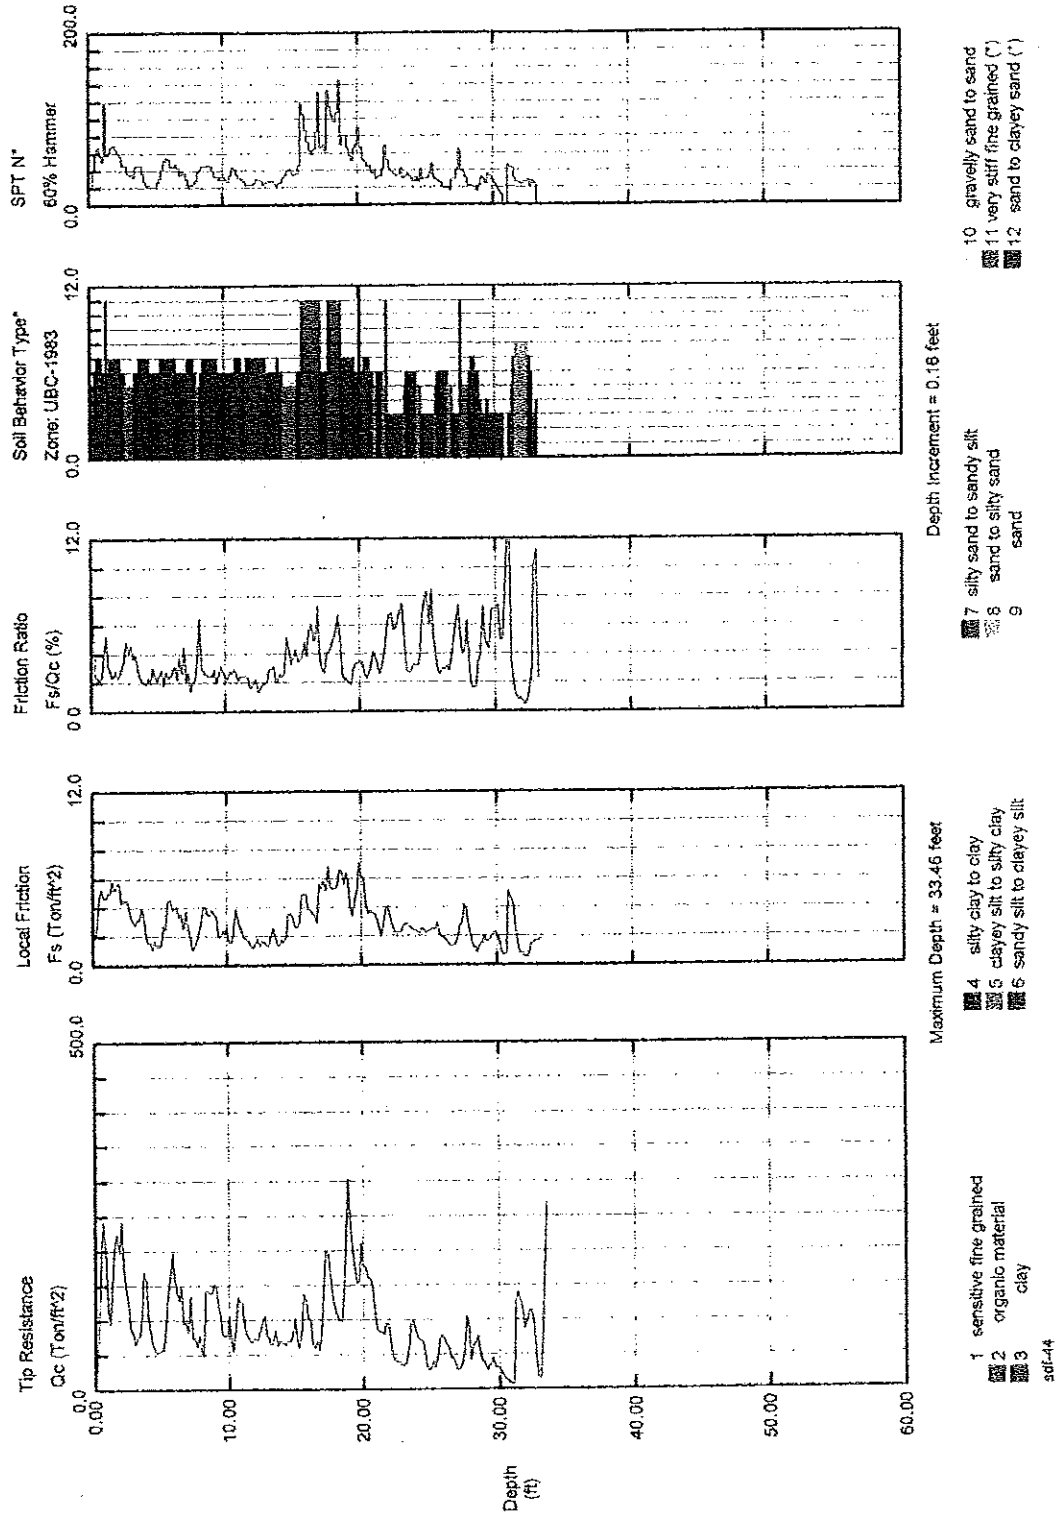 Tip Resistance
Qc (Ton/ft^2)
0.0
500.0
Local Friction
Fs (Ton/ft^2)
0.0
12.0
Friction Ratio
Fs/Qc (%)
0.0
12.0
Soil Behavior Type*
Zone: UBC-1983
0.0
12.0
SPT N*
60% Hammer
0.0
200.0
0.00
10.00
20.00
30.00
40.00
50.00
60.00
Depth
(ft)
Maximum Depth = 33.46 feet
Depth Increment = 0.16 feet
1 sensitive fine grained
2 organic material
3 clay
4 silty clay to clay
5 clayey silt to silty clay
6 sandy silt to clayey silt
7 silty sand to sandy silt
8 sand to silty sand
9 sand
10 gravelly sand to sand
11 very stiff fine grained (*)
12 sand to clayey sand (*)
sdf-44